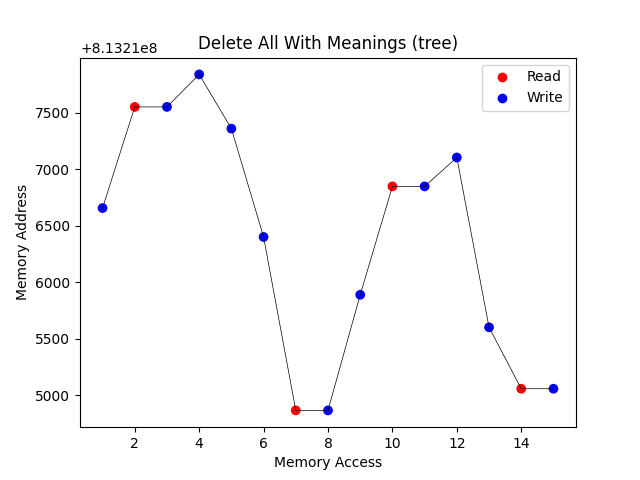 Delete All With Meanings (tree)
+8.1321e8
Read
Write
7500
7000
6500
6000
5500
5000
Memory Address
2 4 6 8 10 12 14
Memory Access